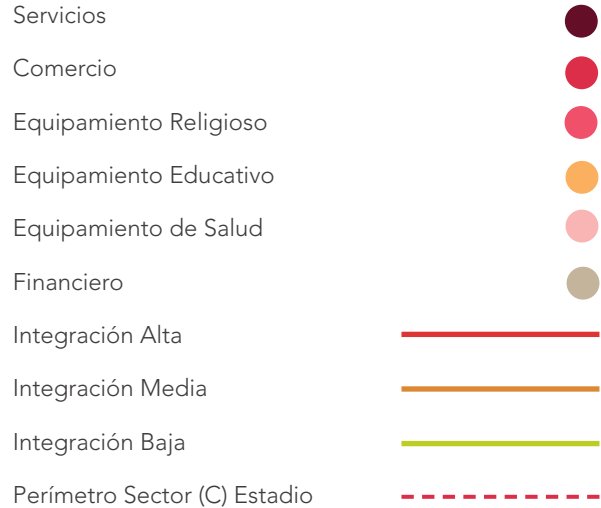 Servicios
Comercio
Equipamiento Religioso
Equipamiento Educativo
Equipamiento de Salud
Financiero
Integración Alta
Integración Media
Integración Baja
Perímetro Sector (C) Estadio